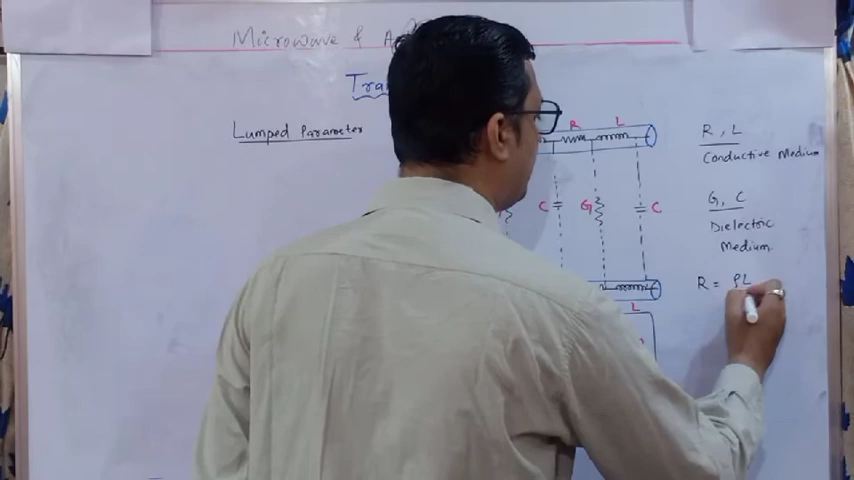 Microwave &
Tra
Lumped Parameter
R L
C G C
L
R, L
Conductive Medium
G, C
Dielectric
Medium
R = ρL